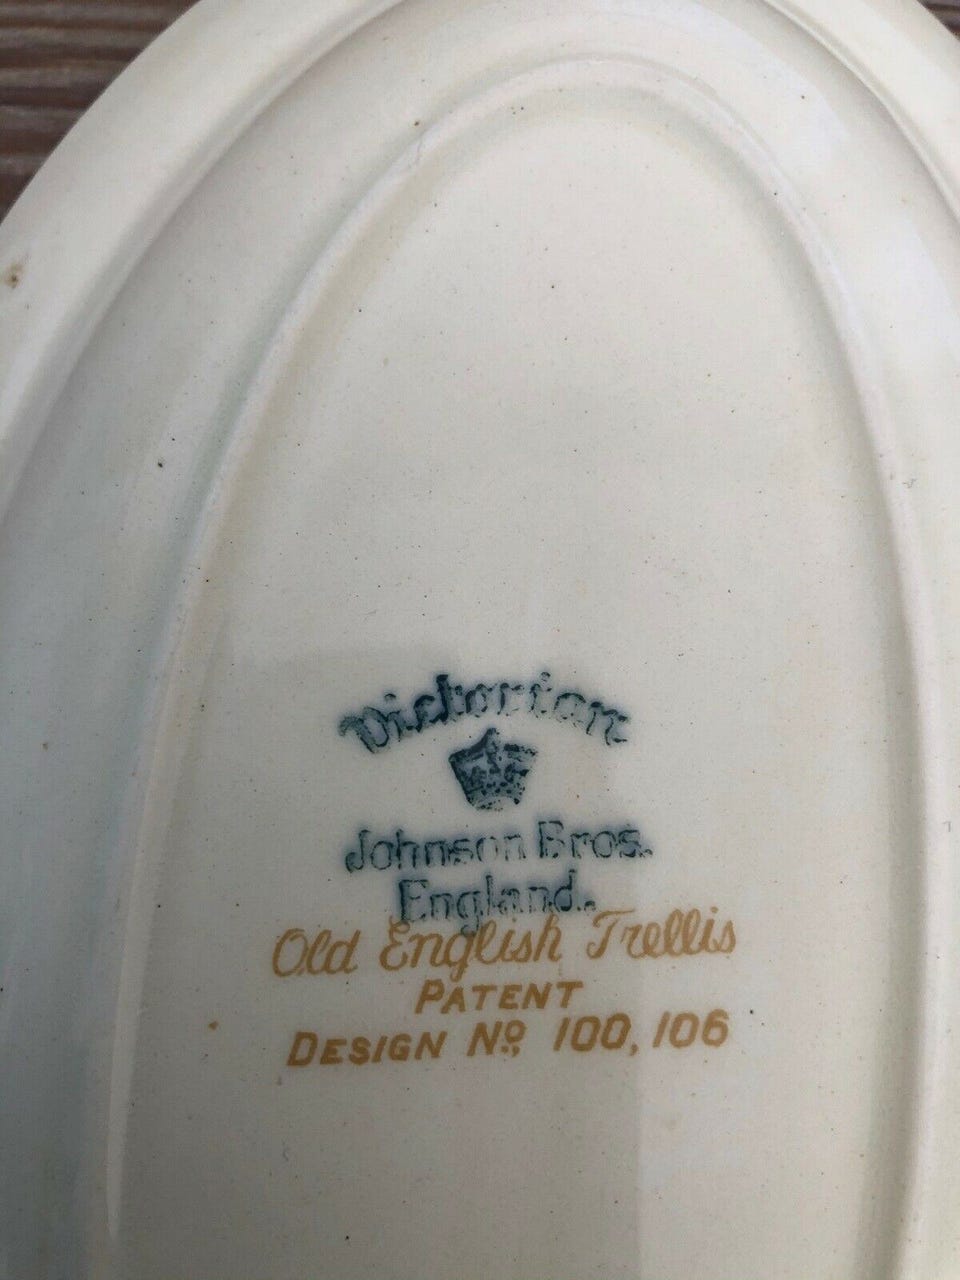 Victorian
Johnson Bros.
England.
Old English Trellis
PATENT
DESIGN No, 100,106